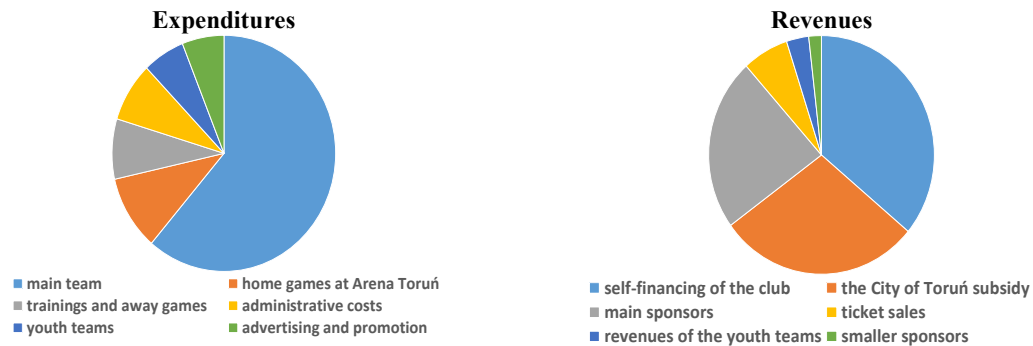 Expenditures
main team
home games at Arena Toruń
trainings and away games
administrative costs
youth teams
advertising and promotion
Revenues
self-financing of the club
the City of Toruń subsidy
main sponsors
ticket sales
revenues of the youth teams
smaller sponsors